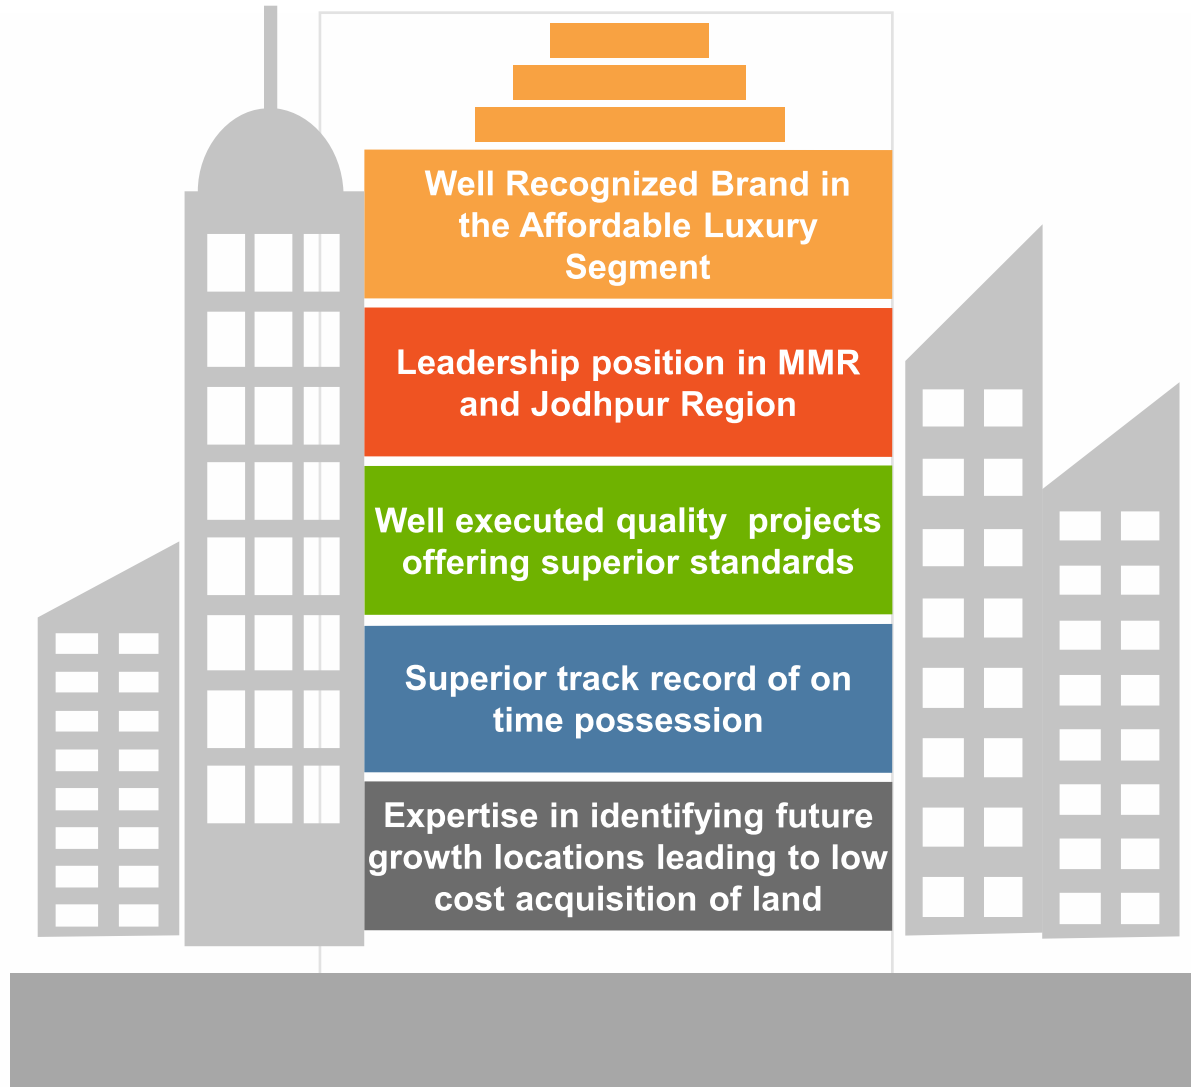 Well Recognized Brand in
the Affordable Luxury
Segment
Leadership position in MMR
and Jodhpur Region
Well executed quality  projects
offering superior standards
Superior track record of on
time possession
Expertise in identifying future
growth locations leading to low
cost acquisition of land